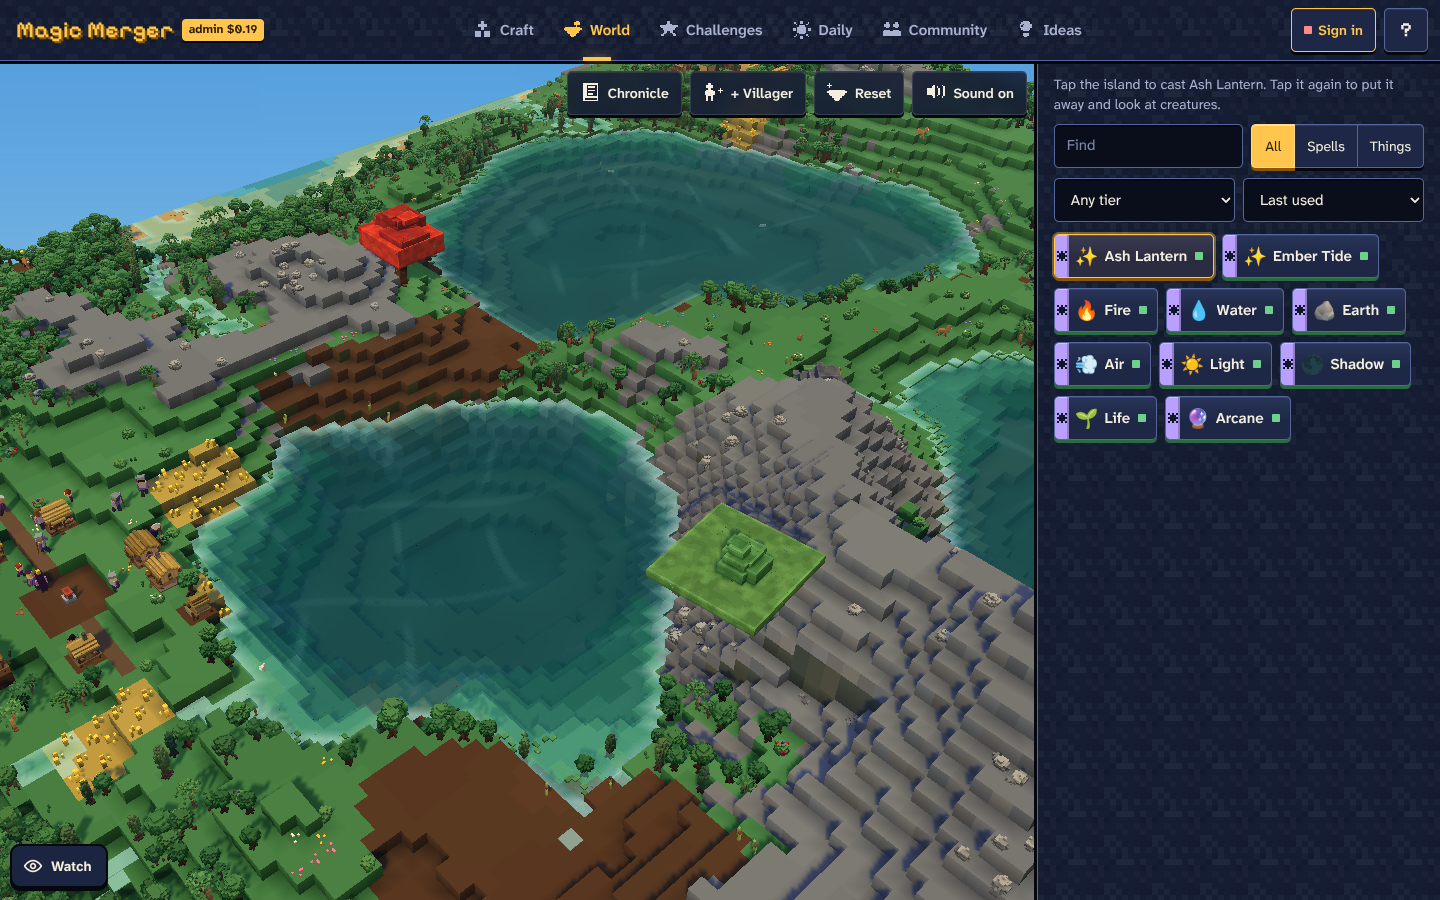 Magic Merger
admin $0.19
Craft
World
Challenges
Daily
Community
Ideas
Sign in
?
Chronicle
+ Villager
Reset
Sound on
Tap the island to cast Ash Lantern. Tap it again to put it
away and look at creatures.
Find
All
Spells
Things
Any tier
Last used
Ash Lantern
Ember Tide
Fire
Water
Earth
Air
Light
Shadow
Life
Arcane
Watch